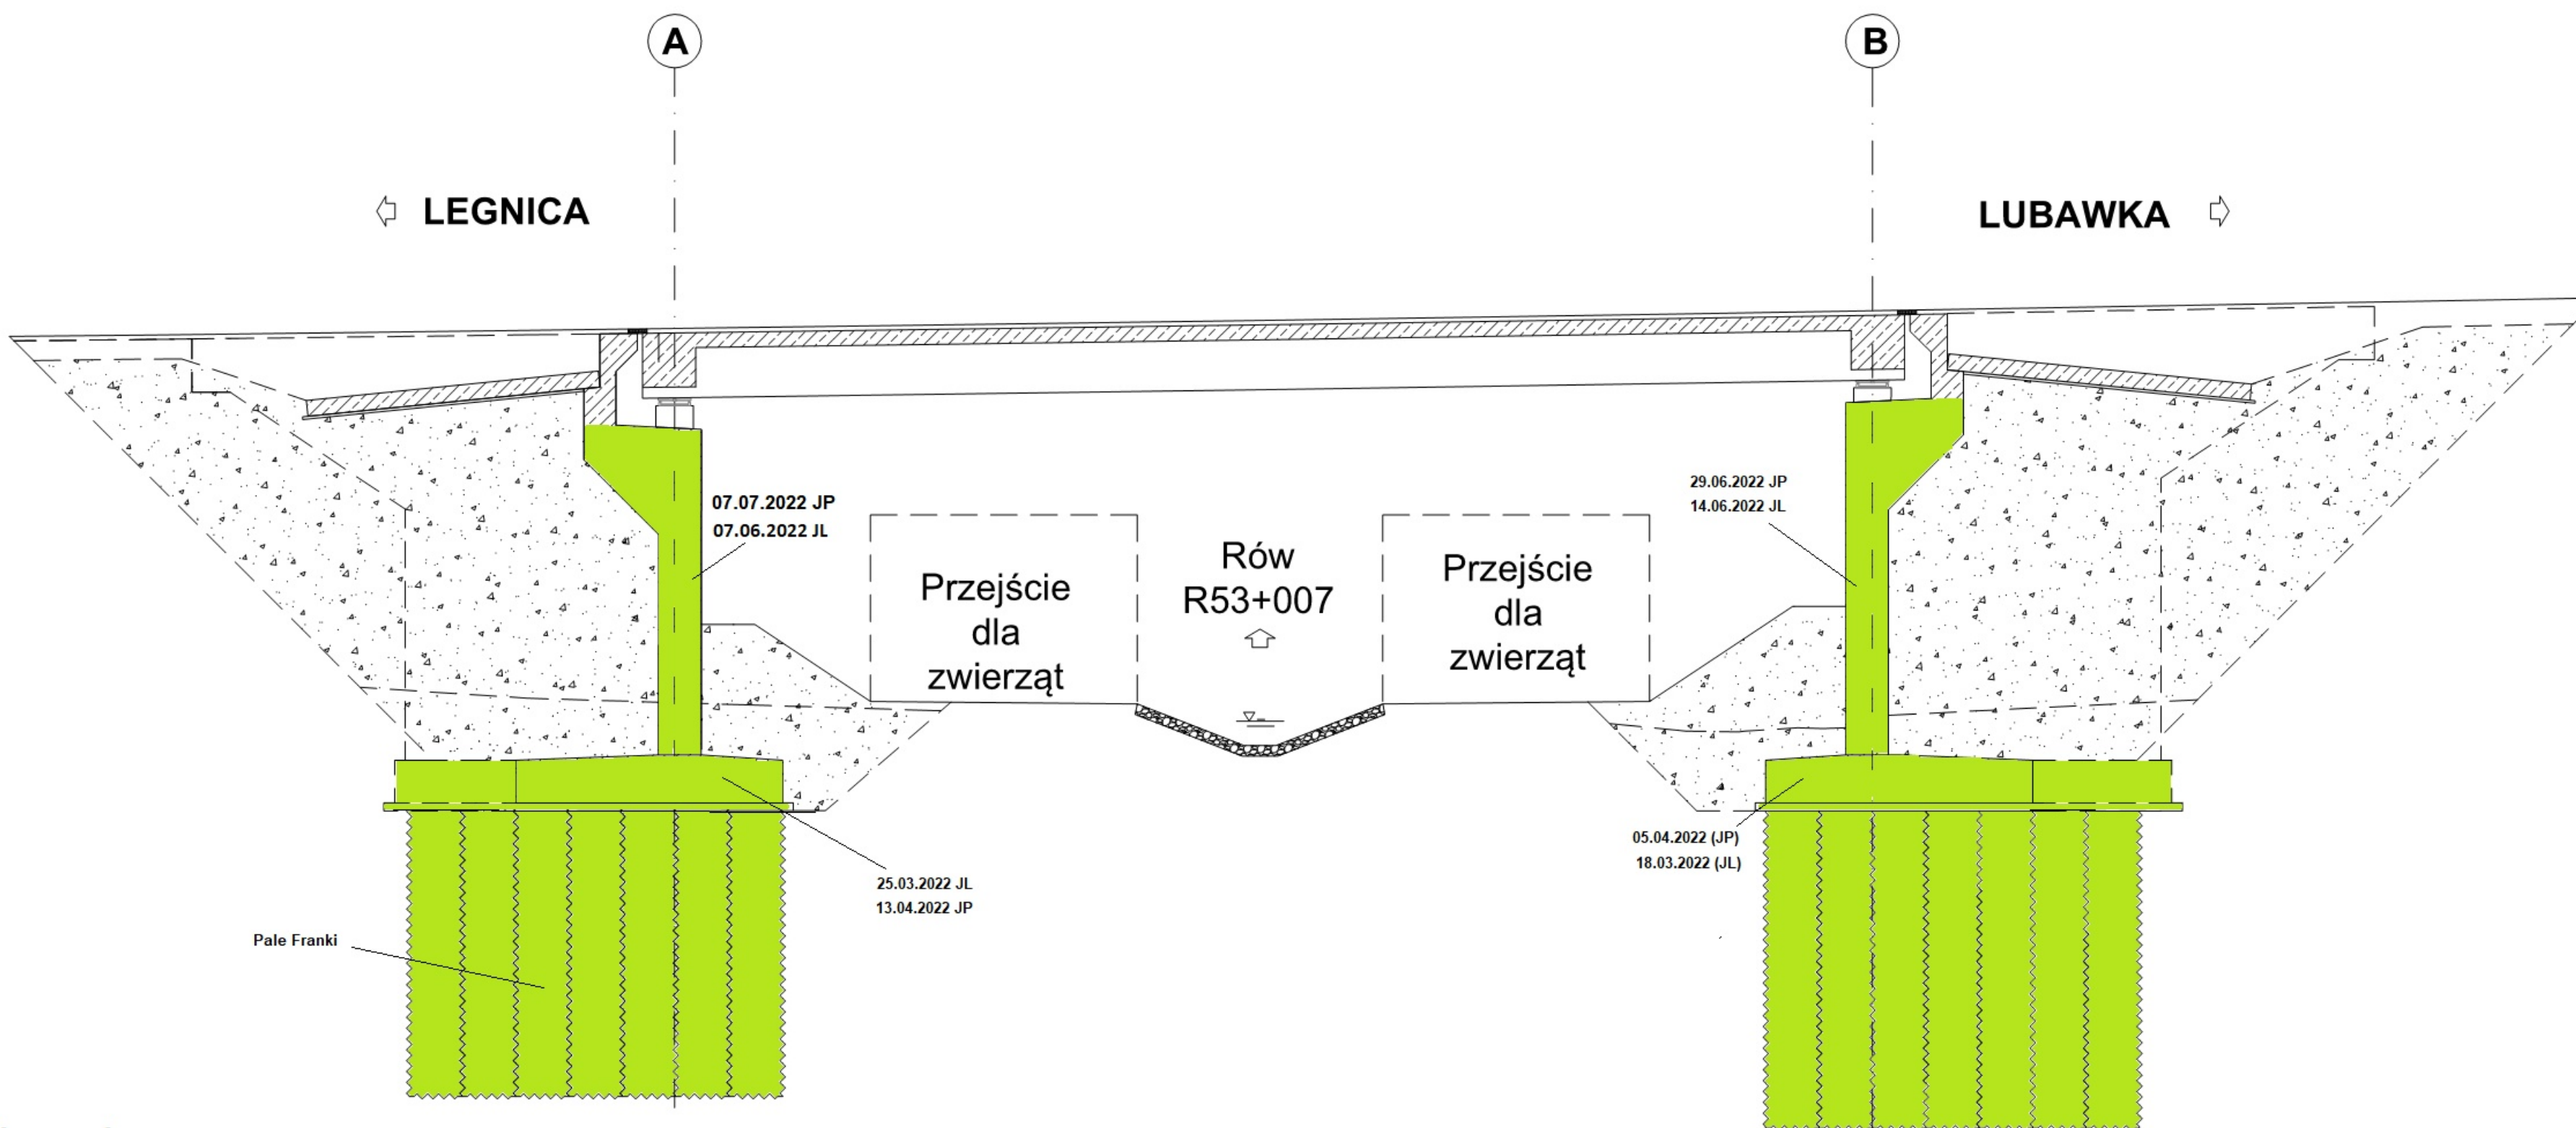 A
B
LEGNICA
LUBAWKA
07.07.2022 JP
07.06.2022 JL
29.06.2022 JP
14.06.2022 JL
Przejście
dla
zwierząt
Rów
R53+007
Przejście
dla
zwierząt
25.03.2022 JL
13.04.2022 JP
05.04.2022 (JP)
18.03.2022 (JL)
Pale Franki